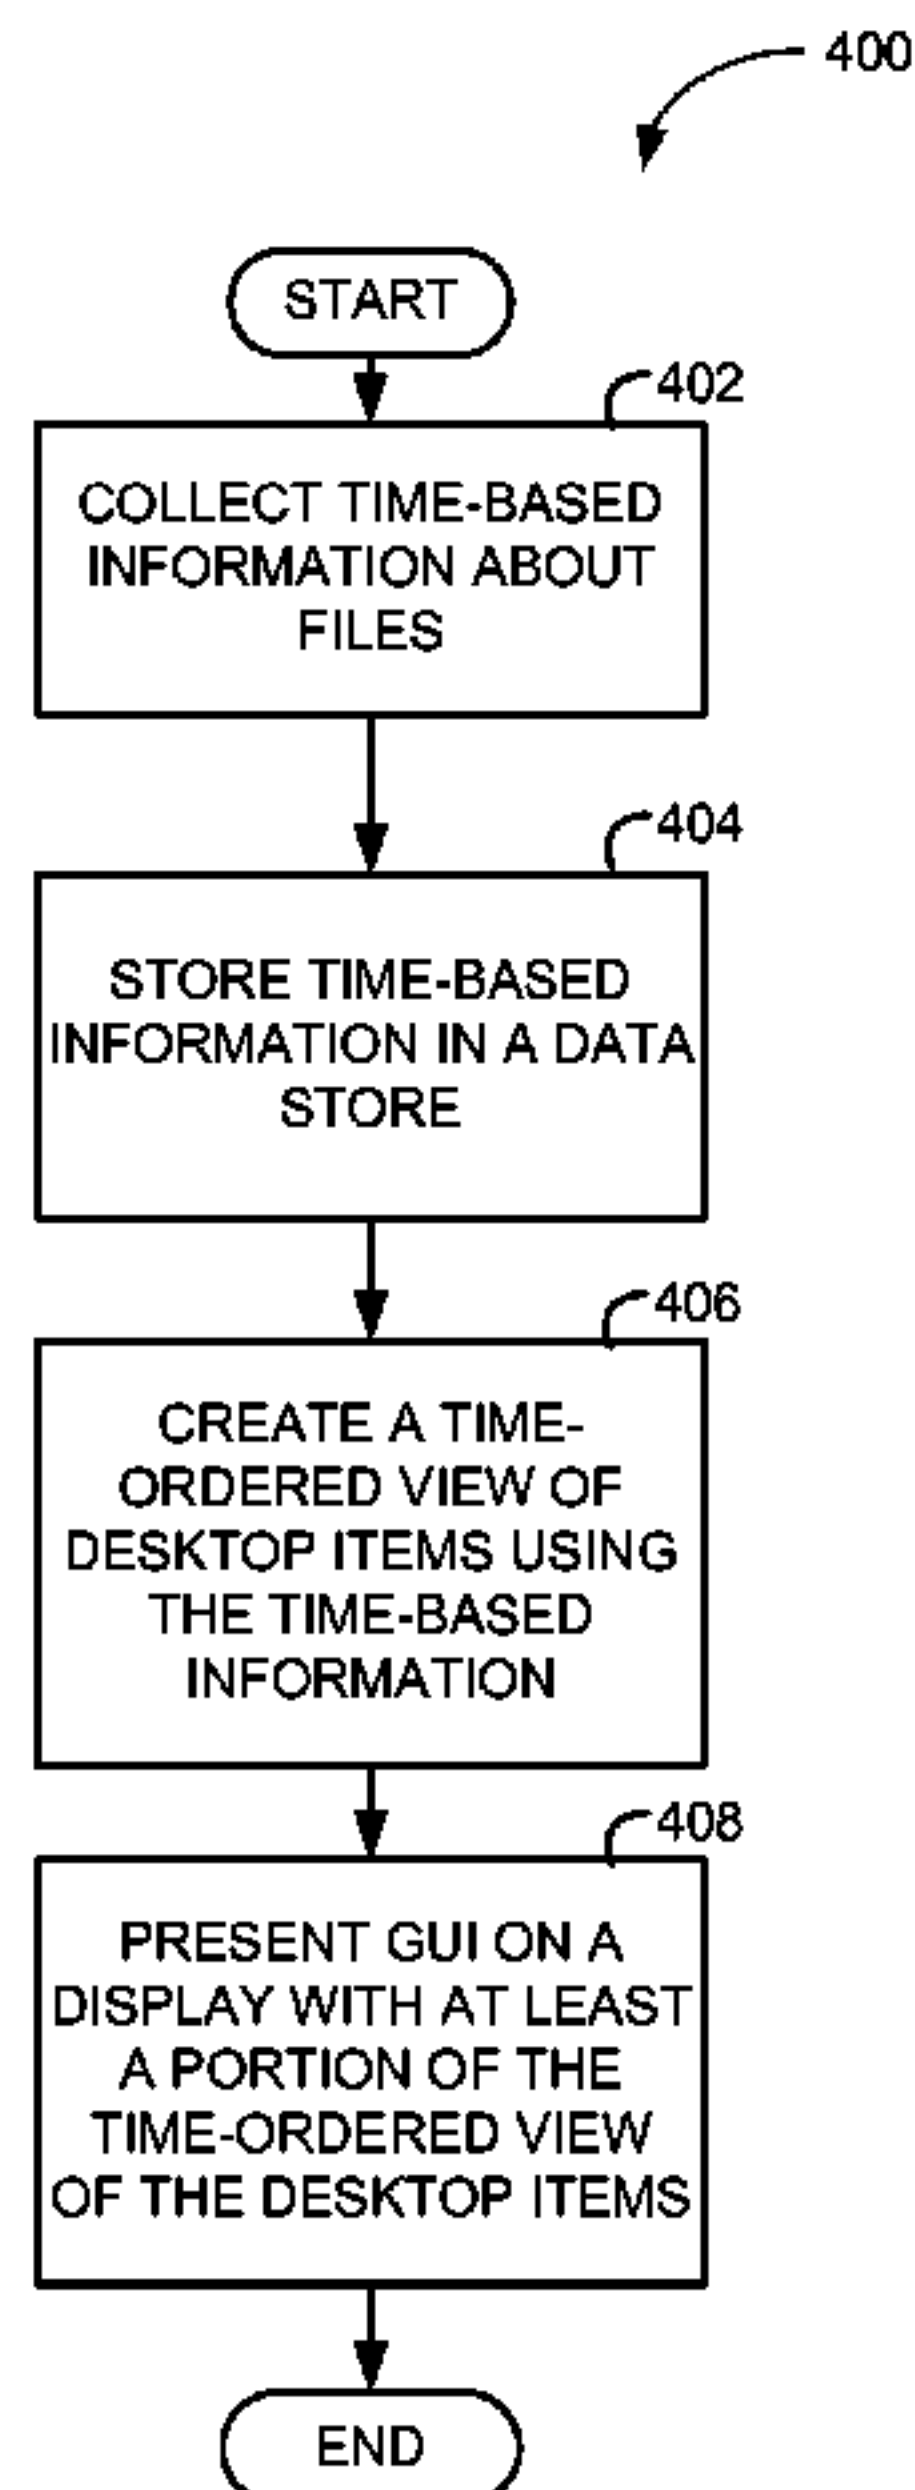 400
START
402
COLLECT TIME-BASED
INFORMATION ABOUT
FILES
404
STORE TIME-BASED
INFORMATION IN A DATA
STORE
406
CREATE A TIME-
ORDERED VIEW OF
DESKTOP ITEMS USING
THE TIME-BASED
INFORMATION
408
PRESENT GUI ON A
DISPLAY WITH AT LEAST
A PORTION OF THE
TIME-ORDERED VIEW
OF THE DESKTOP ITEMS
END